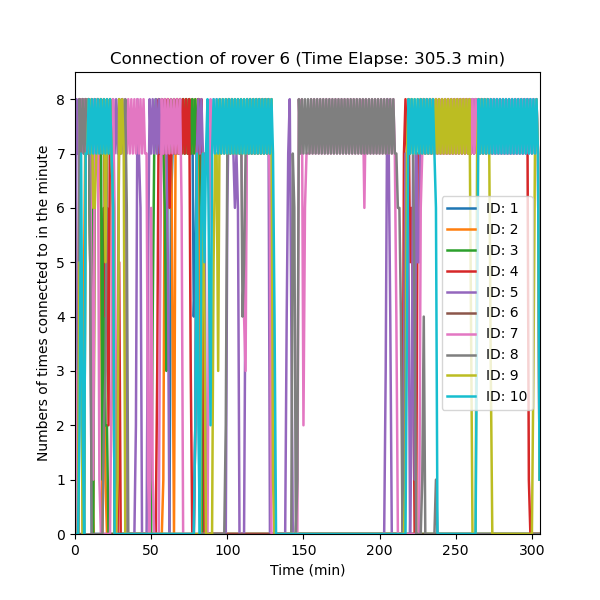 Connection of rover 6 (Time Elapse: 305.3 min)
Numbers of times connected to in the minute
8
7
6
5
4
3
2
1
0
ID: 1
ID: 2
ID: 3
ID: 4
ID: 5
ID: 6
ID: 7
ID: 8
ID: 9
ID: 10
0 50 100 150 200 250 300
Time (min)